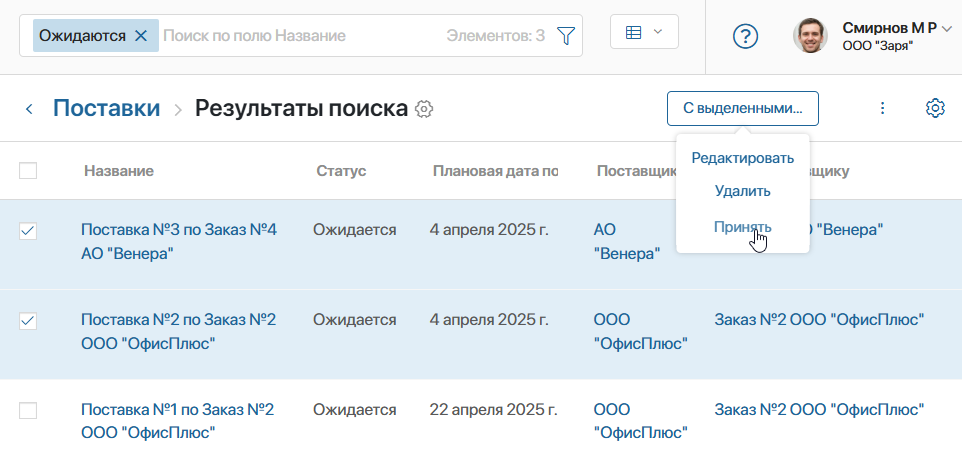 Ожидаются
Поиск по полю Название
Элементов: 3
Смирнов М Р
ООО "Заря"
Поставки
Результаты поиска
С выделенными...
Редактировать
Удалить
Принять
Название
Статус
Плановая дата по
Поставщик
щику
Поставка №3 по Заказ №4
АО "Венера"
Ожидается
4 апреля 2025 г.
АО
"Венера"
"Венера"
Поставка №2 по Заказ №2
ООО "ОфисПлюс"
Ожидается
4 апреля 2025 г.
ООО
"ОфисПлюс"
Заказ №2 ООО "ОфисПлюс"
Поставка №1 по Заказ №2
ООО "ОфисПлюс"
Ожидается
22 апреля 2025 г.
ООО
"ОфисПлюс"
Заказ №2 ООО "ОфисПлюс"